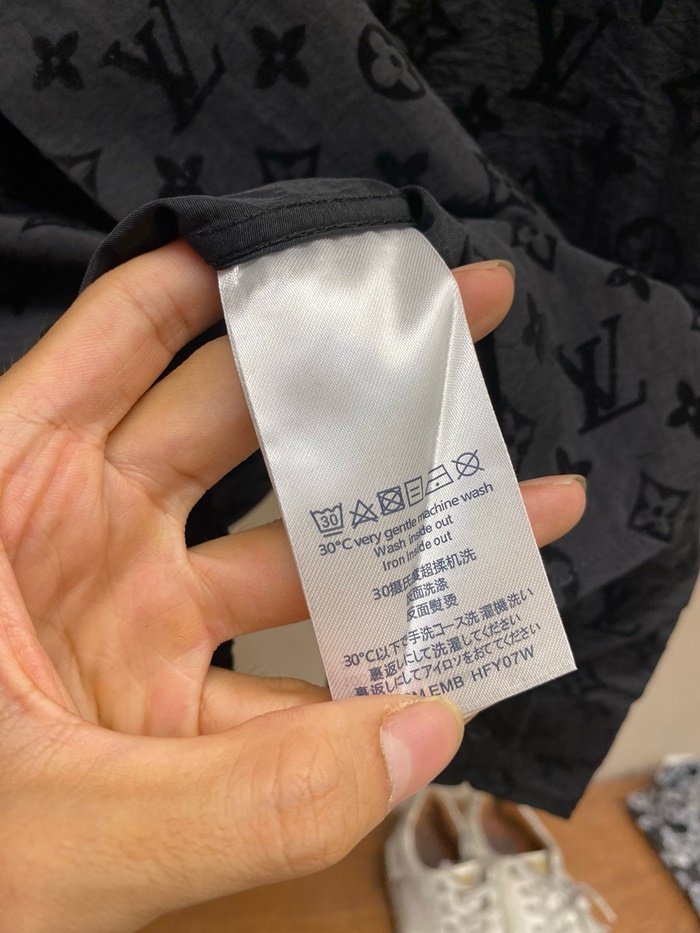 30
30°C very gentle machine wash
Wash inside out
Iron inside out
30摄氏度超揉机洗
反面洗涤
反面熨烫
30℃以下で手洗コース洗濯機洗い
裏返しにして洗濯してください
裏返しにしてアイロソをおてください
M EMB HFY07W